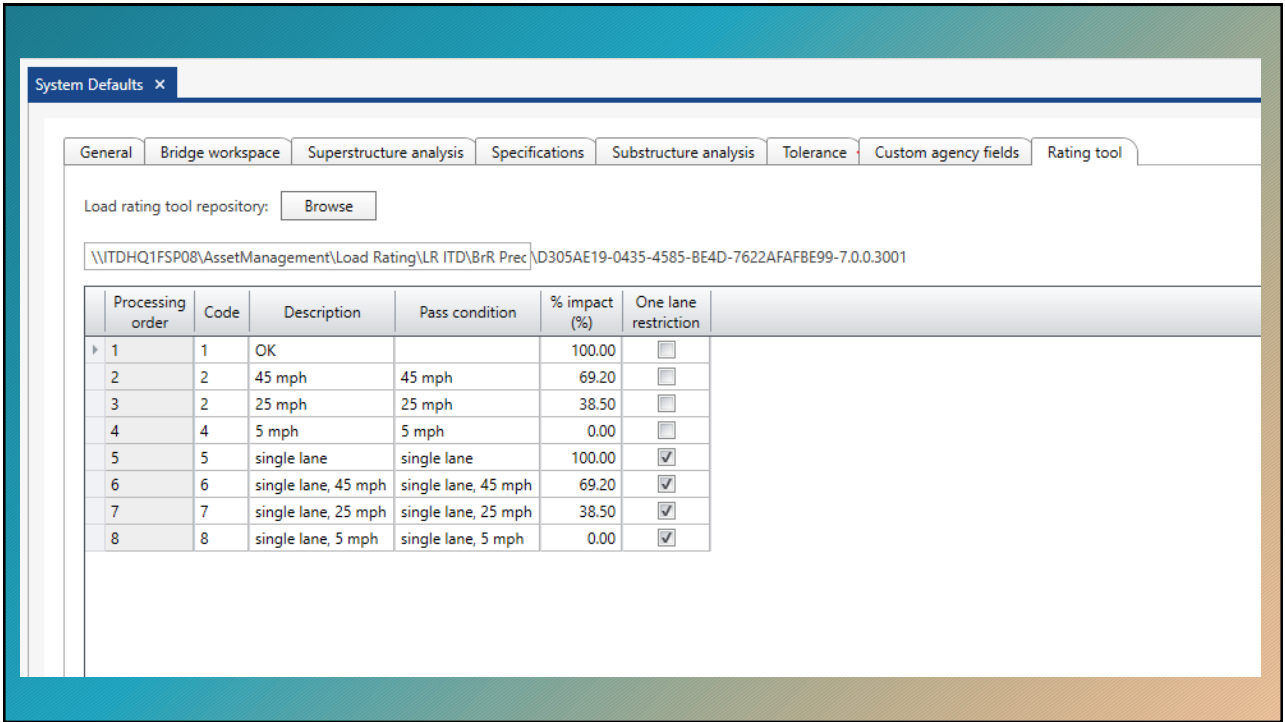 System Defaults ×
General Bridge workspace Superstructure analysis Specifications Substructure analysis Tolerance Custom agency fields Rating tool
Load rating tool repository: Browse
\\ITDHQ1FSP08\AssetManagement\Load Rating\LR ITD\BrR Prec \D305AE19-0435-4585-BE4D-7622AFAFBE99-7.0.0.3001
Processing order Code Description Pass condition % impact (%) One lane restriction
1 1 OK 100.00
2 2 45 mph 45 mph 69.20
3 2 25 mph 25 mph 38.50
4 4 5 mph 5 mph 0.00
5 5 single lane single lane 100.00
6 6 single lane, 45 mph single lane, 45 mph 69.20
7 7 single lane, 25 mph single lane, 25 mph 38.50
8 8 single lane, 5 mph single lane, 5 mph 0.00